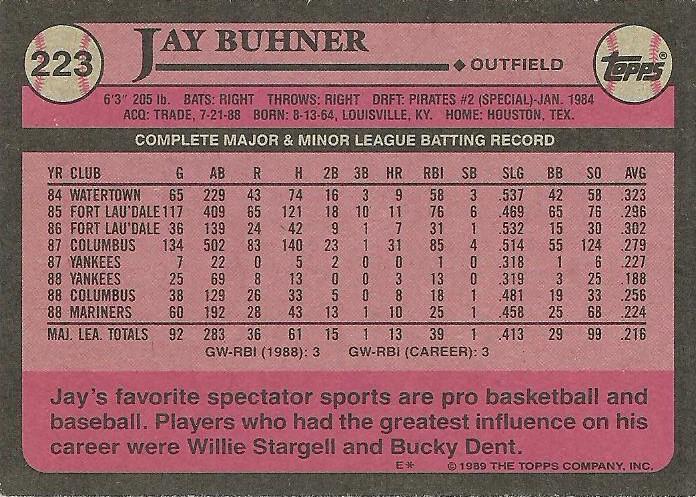 223
JAY BUHNER
OUTFIELD
TOPPS®
6'3" 205 lb. BATS: RIGHT THROWS: RIGHT DRFT: PIRATES #2 (SPECIAL)-JAN. 1984
ACQ: TRADE, 7-21-88 BORN: 8-13-64, LOUISVILLE, KY. HOME: HOUSTON, TEX.
COMPLETE MAJOR & MINOR LEAGUE BATTING RECORD
YR CLUB G AB R H 2B 3B HR RBI SB SLG BB SO AVG
84 WATERTOWN 65 229 43 74 16 3 9 58 3 .537 42 58 .323
85 FORT LAU'DALE 117 409 65 121 18 10 11 76 6 .469 65 76 .296
86 FORT LAU'DALE 36 139 24 42 9 1 7 31 1 .532 15 30 .302
87 COLUMBUS 134 502 83 140 23 1 31 85 4 .514 55 124 .279
87 YANKEES 7 22 0 5 2 0 0 1 0 .318 1 6 .227
88 YANKEES 25 69 8 13 0 0 3 13 0 .319 3 25 .188
88 COLUMBUS 38 129 26 33 5 0 8 18 1 .481 19 33 .256
88 MARINERS 60 192 28 43 13 1 10 25 1 .458 25 68 .224
MAJ. LEA. TOTALS 92 283 36 61 15 1 13 39 1 .413 29 99 .216
GW-RBI (1988): 3 GW-RBI (CAREER): 3
Jay's favorite spectator sports are pro basketball and
baseball. Players who had the greatest influence on his
career were Willie Stargell and Bucky Dent.
E* © 1989 THE TOPPS COMPANY, INC.